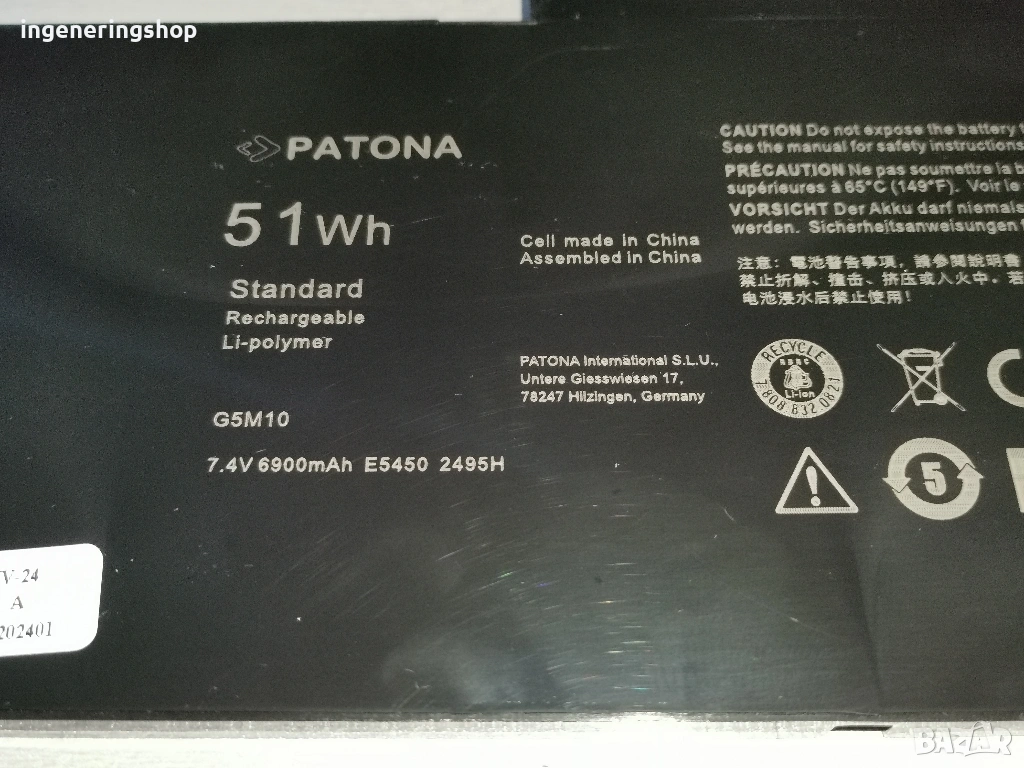 ingeneringshop
PATONA
51Wh
Standard
Rechargeable
Li-polymer
G5M10
7.4V 6900mAh E5450 2495H
Cell made in China
Assembled in China
PATONA International S.L.U.,
Untere Giesswiesen 17,
78247 Hilzingen, Germany
CAUTION Do not expose the battery
See the manual for safety instructions
PRÉCAUTION Ne pas soumettre la b
supérieures à 65°C (149°F). Voir le
VORSICHT Der Akku darf niemals
werden. Sicherheitsanweisungen
注意: 電池警告事項, 請參閱說明書
禁止折解、撞击、挤压或人火中。若
电池浸水后禁止使用!
RECYCLE
Li-ion
1 808 832 0821
5
V-24
A
202401
BAZAR